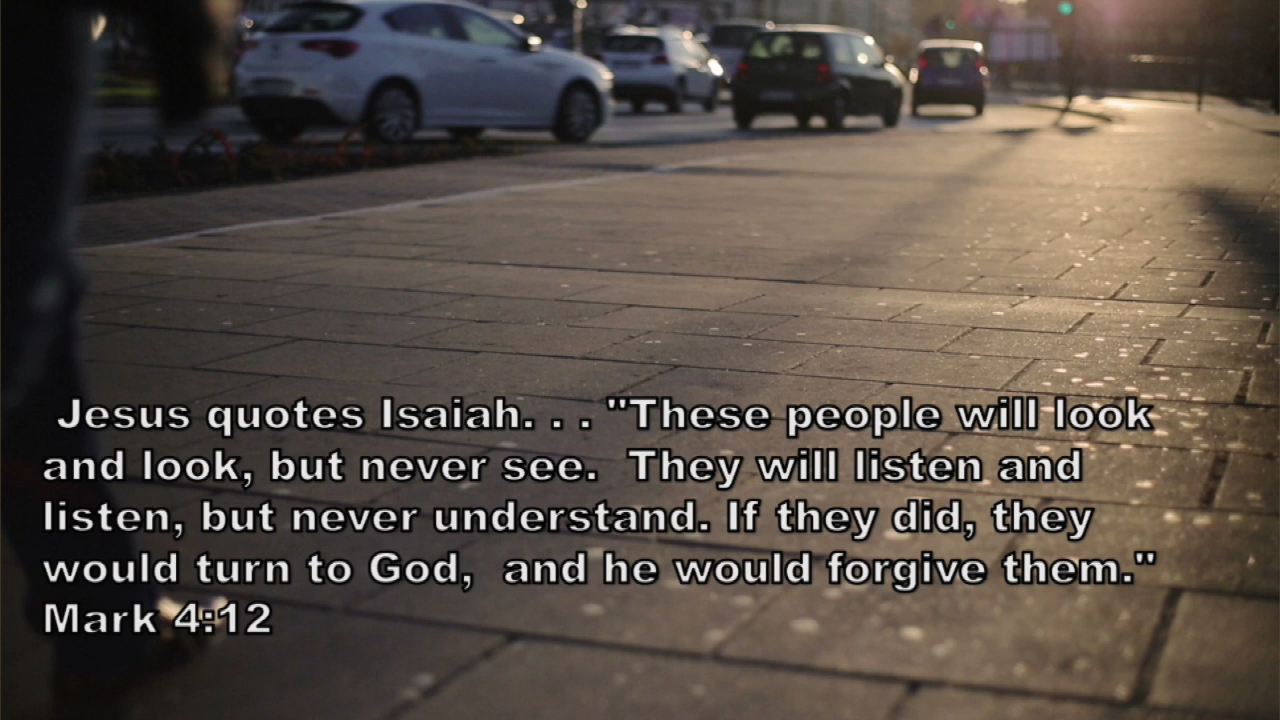 Jesus quotes Isaiah. . . "These people will look
and look, but never see.  They will listen and
listen, but never understand. If they did, they
would turn to God,  and he would forgive them."
Mark 4:12